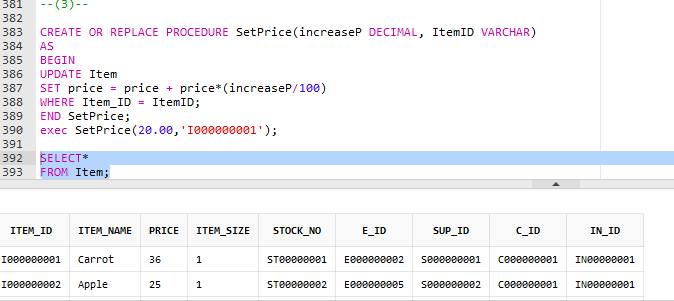 381 --(3)--
382
383 CREATE OR REPLACE PROCEDURE SetPrice(increaseP DECIMAL, ItemID VARCHAR)
384 AS
385 BEGIN
386 UPDATE Item
387 SET price = price + price*(increaseP/100)
388 WHERE Item_ID = ItemID;
389 END SetPrice;
390 exec SetPrice(20.00,'I000000001');
391
392 SELECT*
393 FROM Item;
ITEM_ID ITEM_NAME PRICE ITEM_SIZE STOCK_NO E_ID SUP_ID C_ID IN_ID
I000000001 Carrot 36 1 ST00000001 E000000002 S000000001 C000000001 IN00000001
I000000002 Apple 25 1 ST00000002 E000000005 S000000002 C000000001 IN00000001